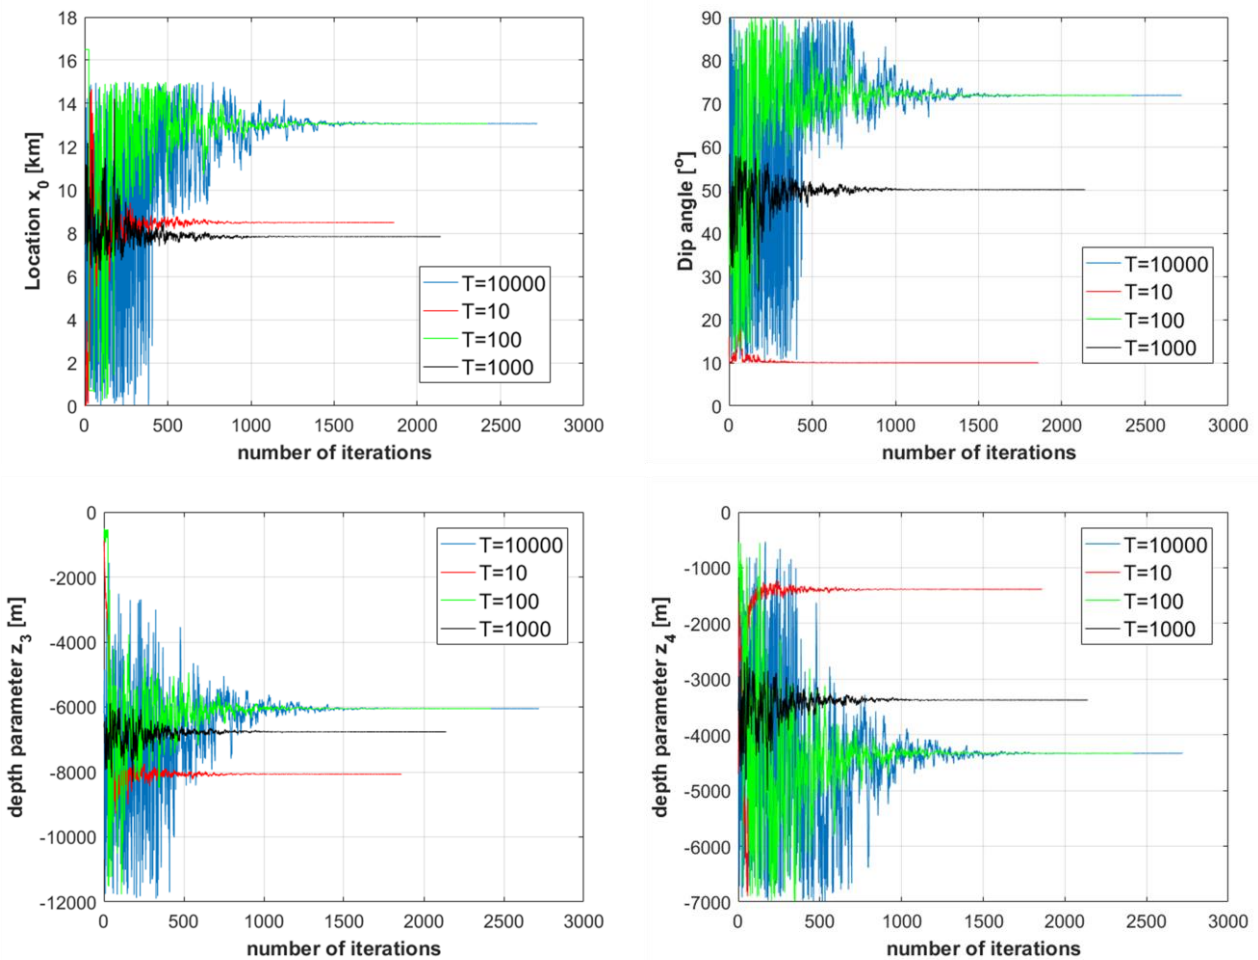 18
16
14
12
10
8
6
4
2
0
Location x0 [km]
T=10000
T=10
T=100
T=1000
0 500 1000 1500 2000 2500 3000
number of iterations
90
80
70
60
50
40
30
20
10
0
Dip angle [o]
T=10000
T=10
T=100
T=1000
0 500 1000 1500 2000 2500 3000
number of iterations
0
-2000
-4000
-6000
-8000
-10000
-12000
depth parameter z3 [m]
T=10000
T=10
T=100
T=1000
0 500 1000 1500 2000 2500 3000
number of iterations
0
-1000
-2000
-3000
-4000
-5000
-6000
-7000
depth parameter z4 [m]
T=10000
T=10
T=100
T=1000
0 500 1000 1500 2000 2500 3000
number of iterations